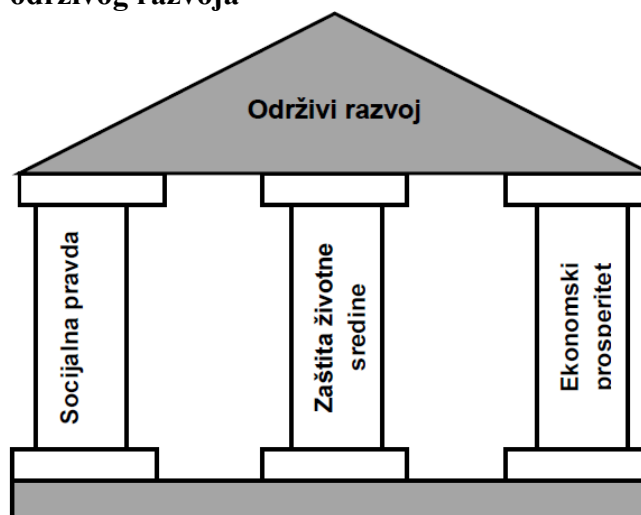 održivog razvoja
Održivi razvoj
Socijalna pravda
Zaštita životne
sredine
Ekonomski
prosperitet